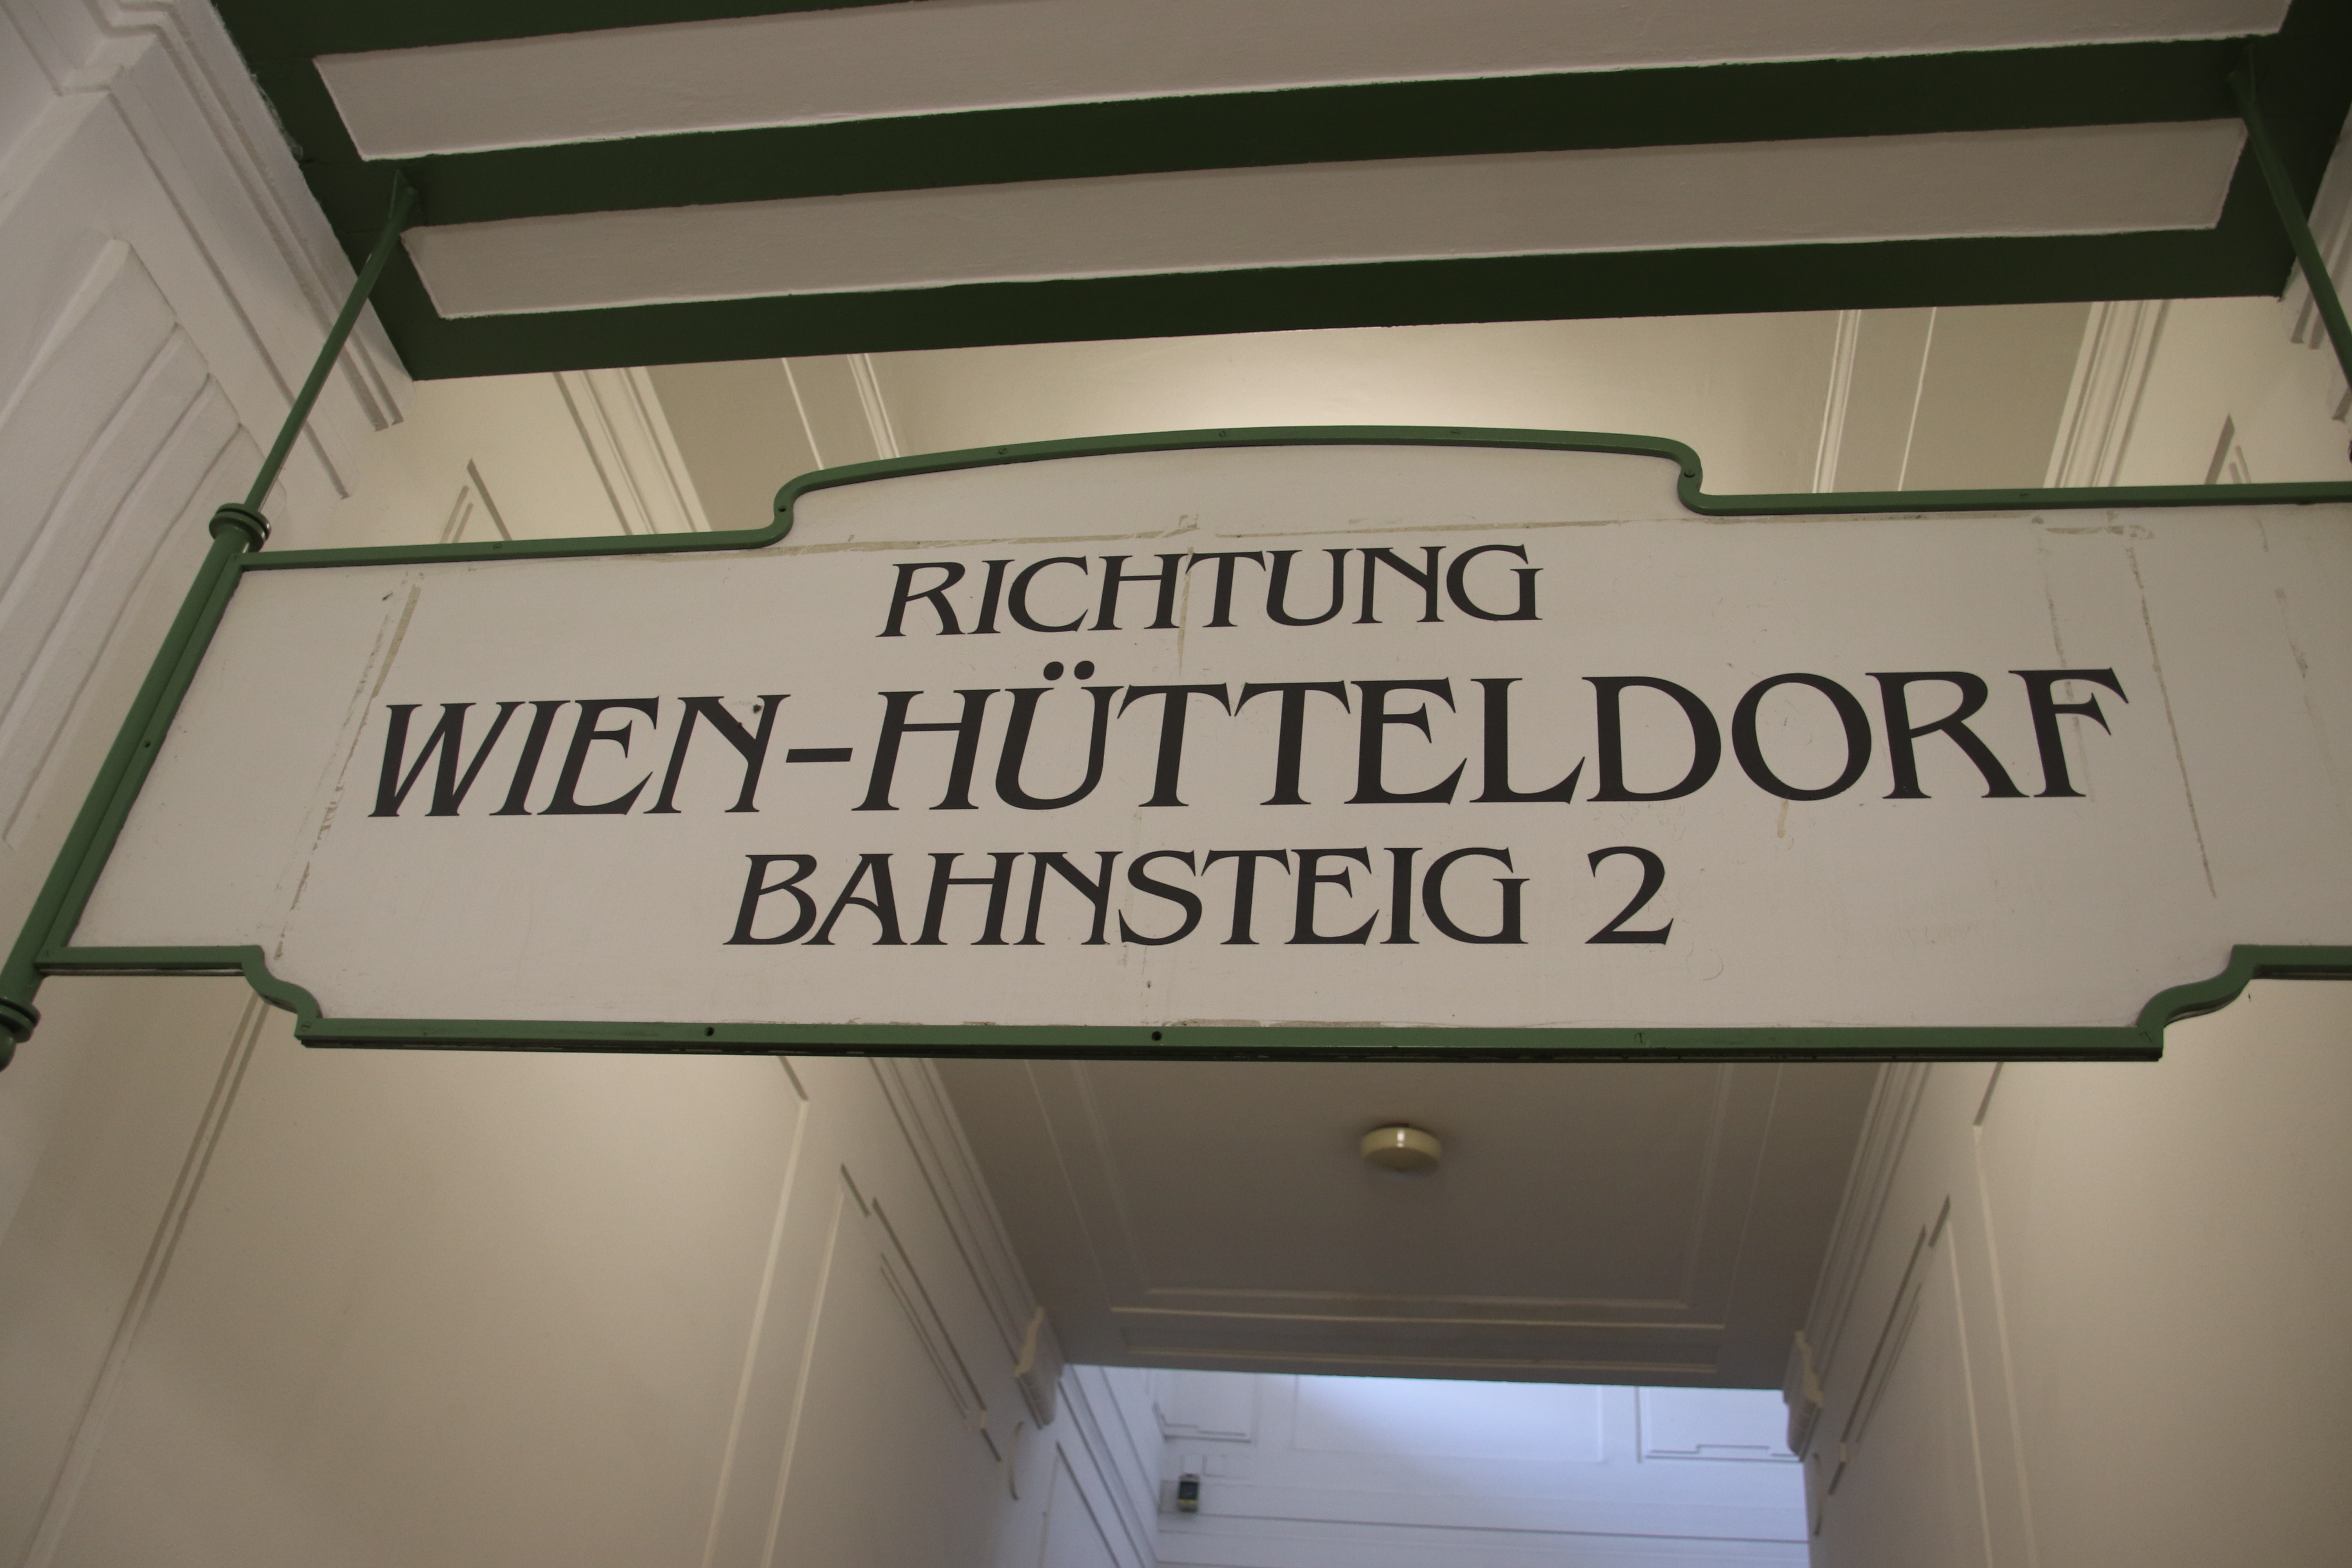 RICHTUNG
WIEN-HÜTTELDORF
BAHNSTEIG 2